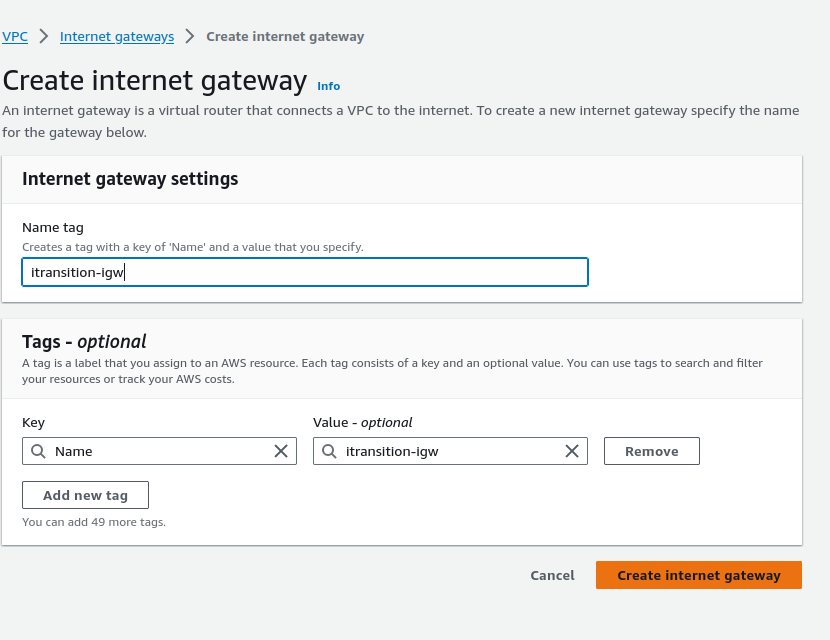 VPC > Internet gateways > Create internet gateway
Create internet gateway Info
An internet gateway is a virtual router that connects a VPC to the internet. To create a new internet gateway specify the name
for the gateway below.
Internet gateway settings
Name tag
Creates a tag with a key of 'Name' and a value that you specify.
itransition-igw
Tags - optional
A tag is a label that you assign to an AWS resource. Each tag consists of a key and an optional value. You can use tags to search and filter
your resources or track your AWS costs.
Key Value - optional
Name itransition-igw Remove
Add new tag
You can add 49 more tags.
Cancel Create internet gateway